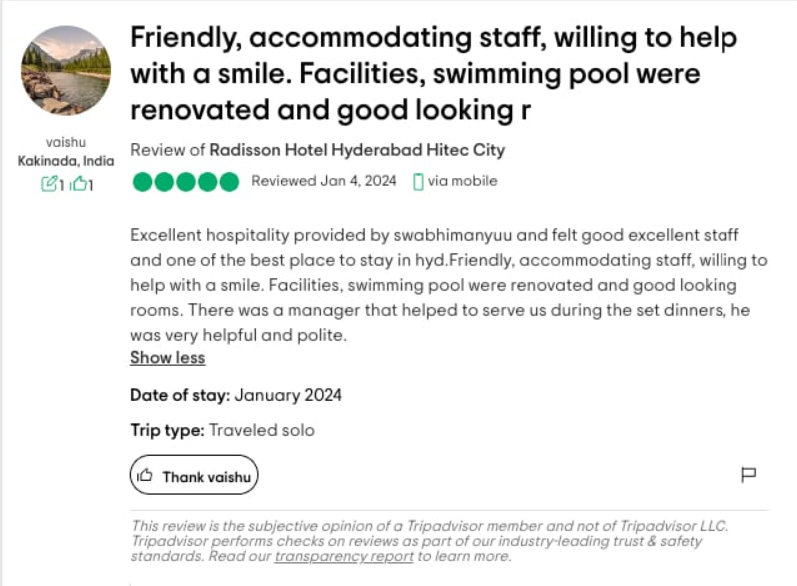 Friendly, accommodating staff, willing to help
with a smile. Facilities, swimming pool were
renovated and good looking r
vaishu
Kakinada, India
1 1
Review of Radisson Hotel Hyderabad Hitec City
Reviewed Jan 4, 2024 via mobile
Excellent hospitality provided by swabhimanyuu and felt good excellent staff
and one of the best place to stay in hyd.Friendly, accommodating staff, willing to
help with a smile. Facilities, swimming pool were renovated and good looking
rooms. There was a manager that helped to serve us during the set dinners, he
was very helpful and polite.
Show less
Date of stay: January 2024
Trip type: Traveled solo
Thank vaishu
This review is the subjective opinion of a Tripadvisor member and not of Tripadvisor LLC.
Tripadvisor performs checks on reviews as part of our industry-leading trust & safety
standards. Read our transparency report to learn more.